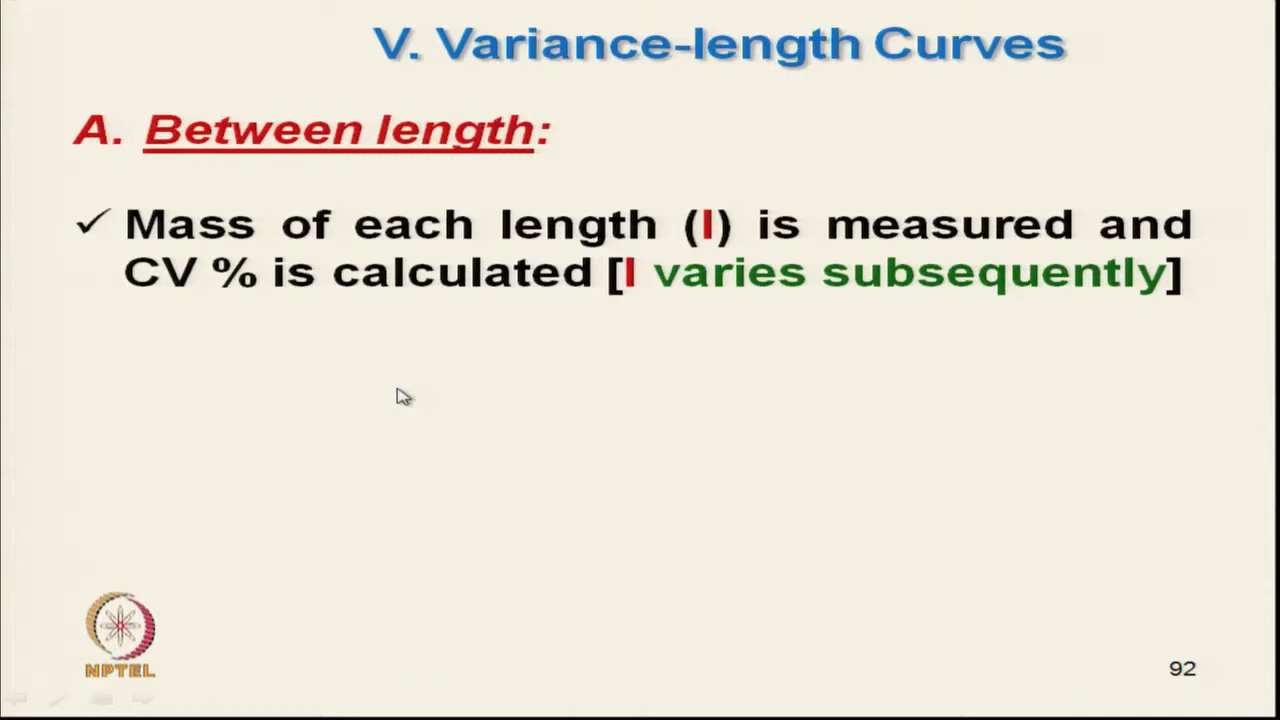 V. Variance-length Curves
A. Between length:
✓ Mass of each length (l) is measured and
CV % is calculated [l varies subsequently]
NPTEL
92